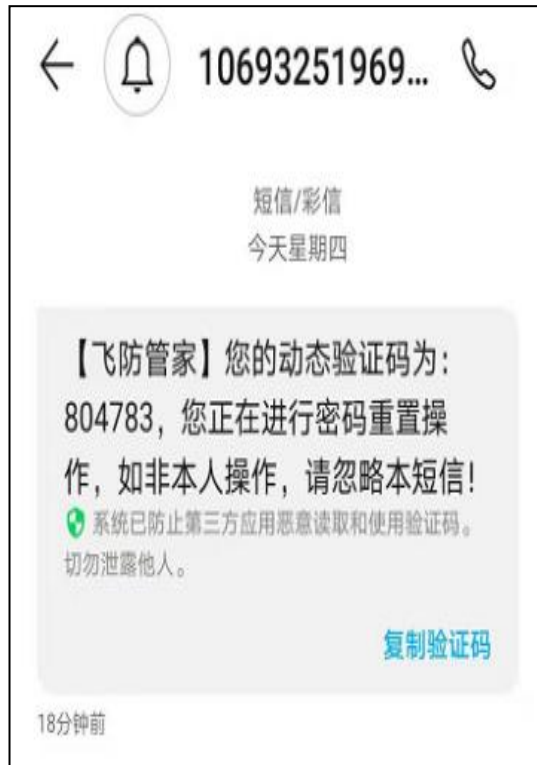 10693251969...
短信/彩信
今天星期四
【飞防管家】您的动态验证码为：
804783，您正在进行密码重置操
作，如非本人操作，请忽略本短信！
系统已防止第三方应用恶意读取和使用验证码。
切勿泄露他人。
复制验证码
18分钟前